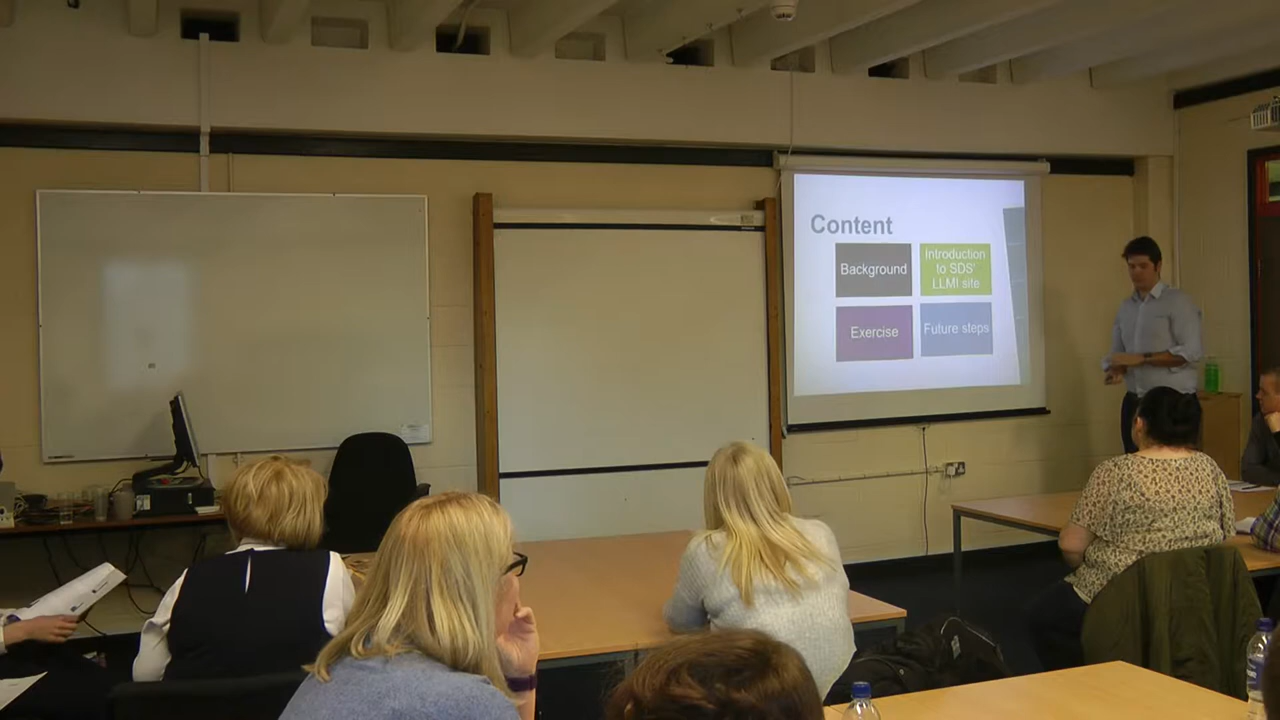 Content
Background
Introduction
to SDS'
LLMI site
Exercise
Future steps